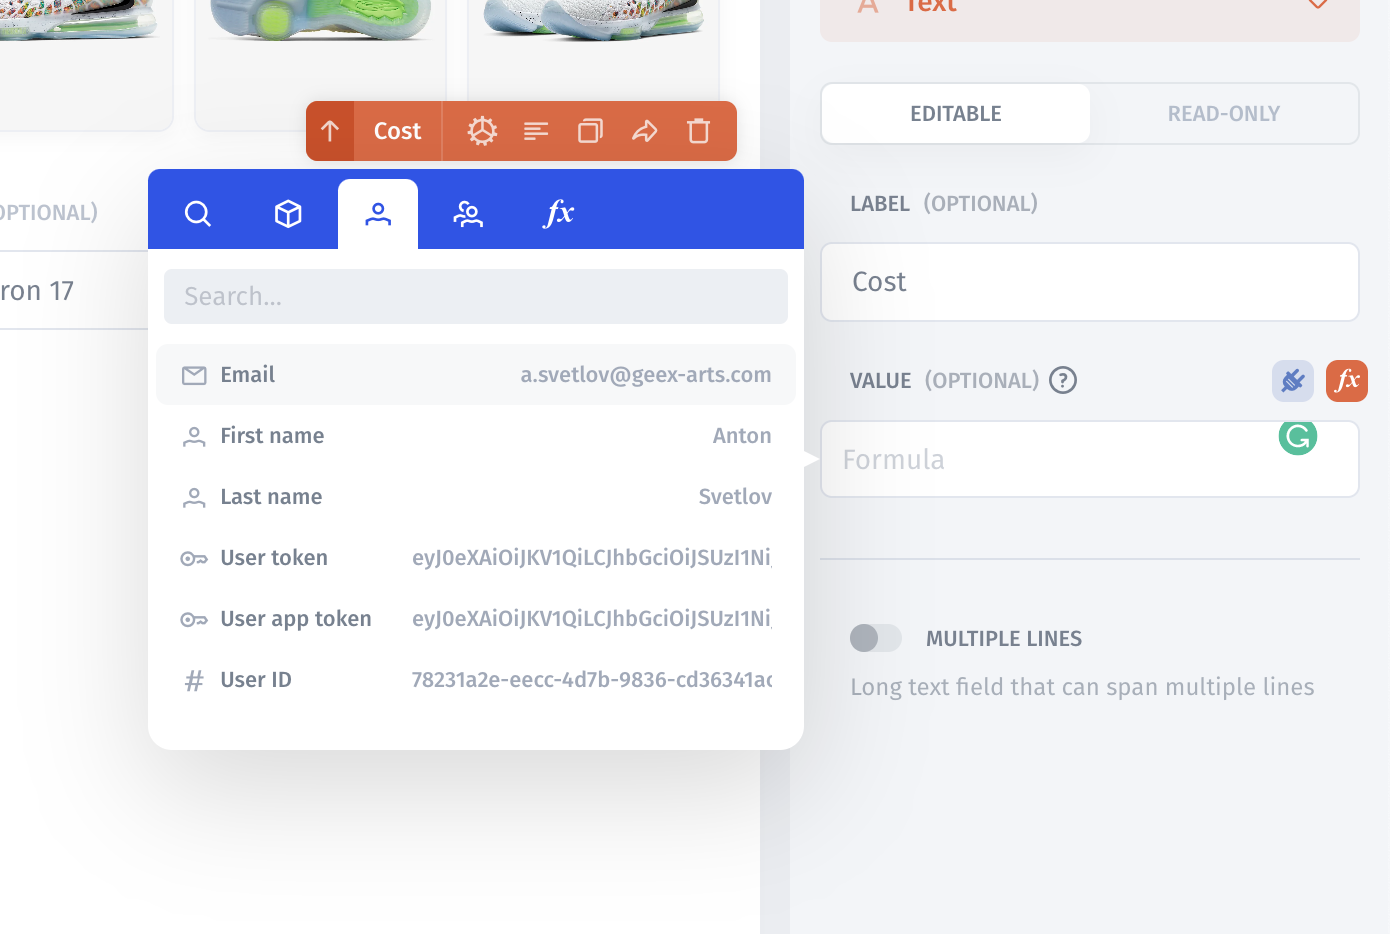 Text
Cost
EDITABLE
READ-ONLY
LABEL (OPTIONAL)
OPTIONAL)
fx
Cost
ron 17
Search...
Email a.svetlov@geex-arts.com
VALUE (OPTIONAL) ?
fx
First name Anton
Formula
Last name Svetlov
User token eyJ0eXAiOiJKV1QiLCJhbGciOiJSUzI1Ni
User app token eyJ0eXAiOiJKV1QiLCJhbGciOiJSUzI1Ni
MULTIPLE LINES
# User ID 78231a2e-eecc-4d7b-9836-cd36341ac
Long text field that can span multiple lines